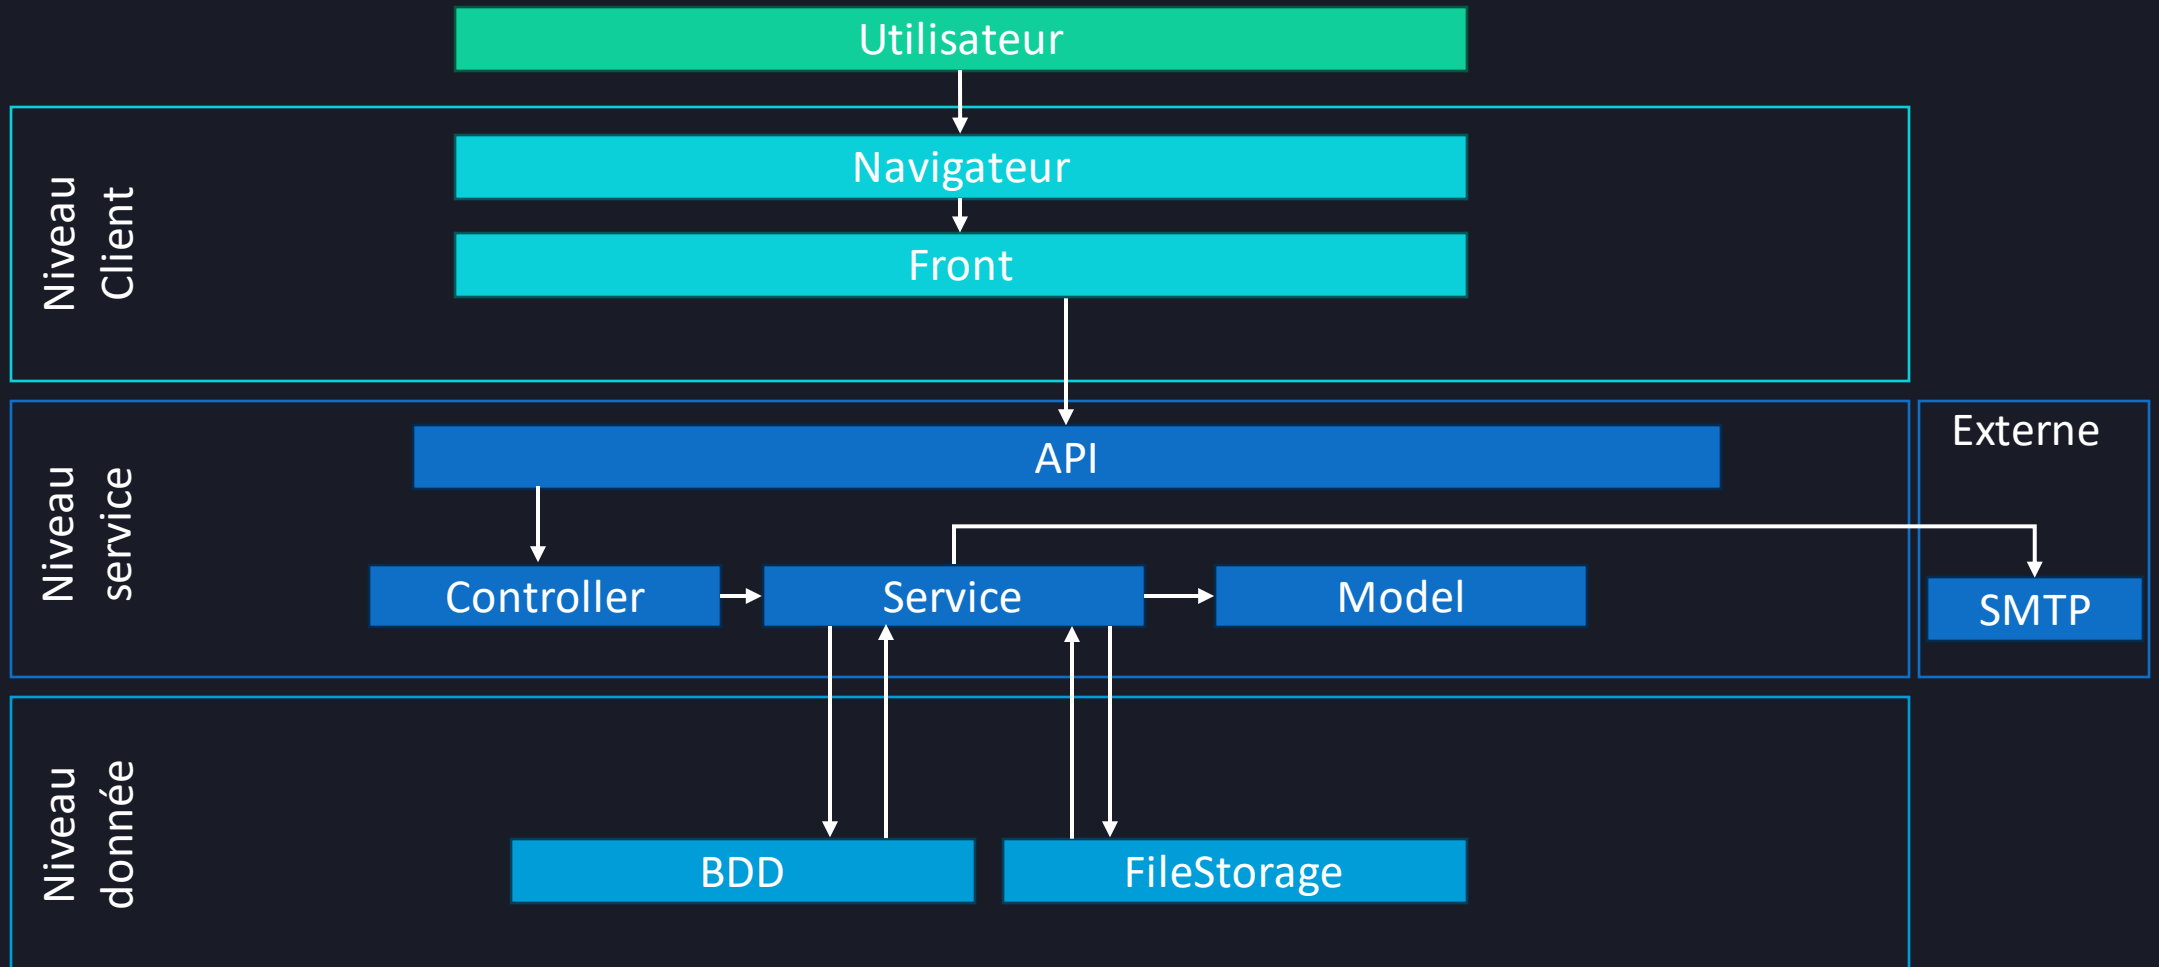 Utilisateur
Niveau
Client
Navigateur
Front
Niveau
service
API
Externe
Controller
Service
Model
SMTP
Niveau
donnée
BDD
FileStorage